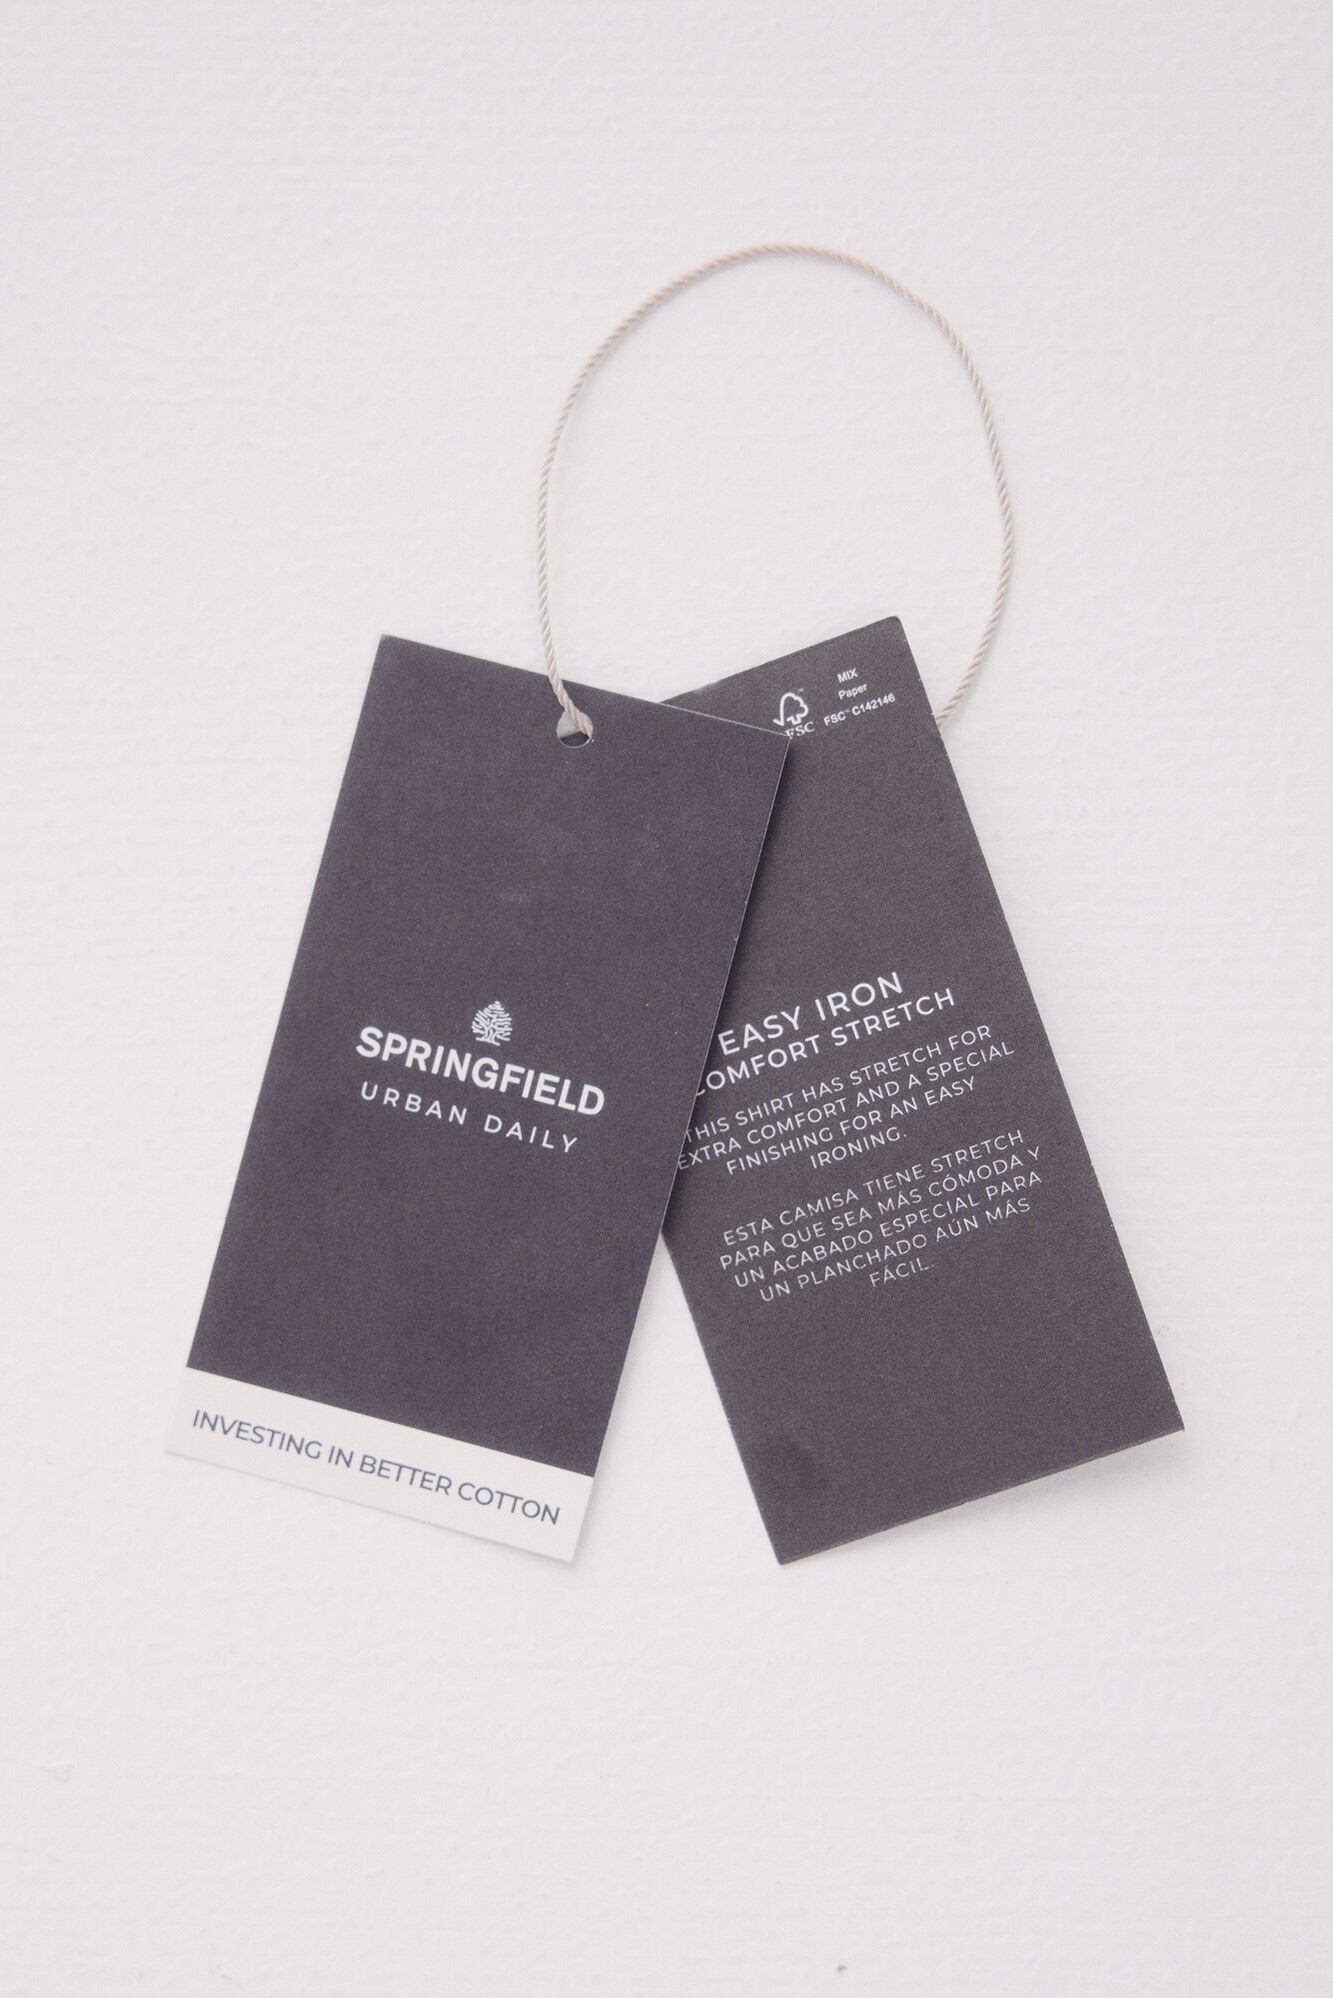 SPRINGFIELD
URBAN DAILY
INVESTING IN BETTER COTTON
MIX
Paper
FSC™ C142146
FSC
EASY IRON
COMFORT STRETCH
THIS SHIRT HAS STRETCH FOR
EXTRA COMFORT AND A SPECIAL
FINISHING FOR AN EASY
IRONING.
ESTA CAMISA TIENE STRETCH
PARA QUE SEA MÁS CÓMODA Y
UN ACABADO ESPECIAL PARA
UN PLANCHADO AÚN MÁS
FÁCIL.